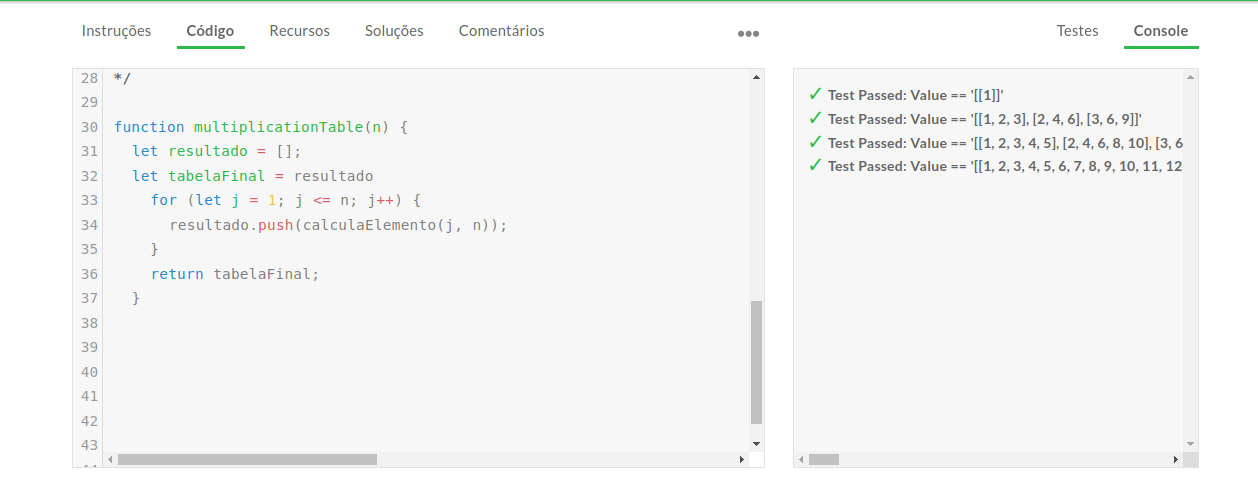 Instruções Código Recursos Soluções Comentários ••• Testes Console
28 */
29
30 function multiplicationTable(n) {
31 let resultado = [];
32 let tabelaFinal = resultado
33 for (let j = 1; j <= n; j++) {
34 resultado.push(calculaElemento(j, n));
35 }
36 return tabelaFinal;
37 }
38
39
40
41
42
43
✓ Test Passed: Value == '[[1]]'
✓ Test Passed: Value == '[[1, 2, 3], [2, 4, 6], [3, 6, 9]]'
✓ Test Passed: Value == '[[1, 2, 3, 4, 5], [2, 4, 6, 8, 10], [3, 6
✓ Test Passed: Value == '[[1, 2, 3, 4, 5, 6, 7, 8, 9, 10, 11, 12